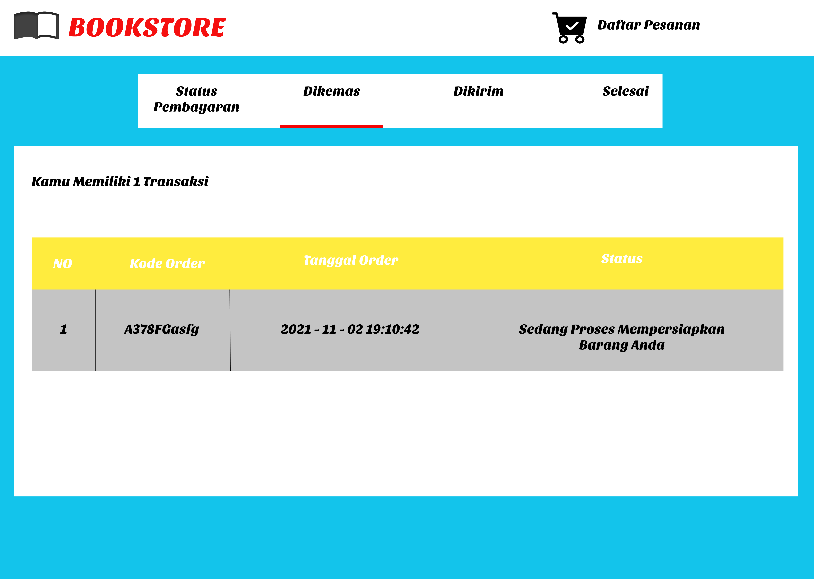 BOOKSTORE
Daftar Pesanan
Status
Pembayaran
Dikemas
Dikirim
Selesai
Kamu Memiliki 1 Transaksi
NO
Kode Order
Tanggal Order
Status
1
A378FGasfg
2021 - 11 - 02 19:10:42
Sedang Proses Mempersiapkan
Barang Anda